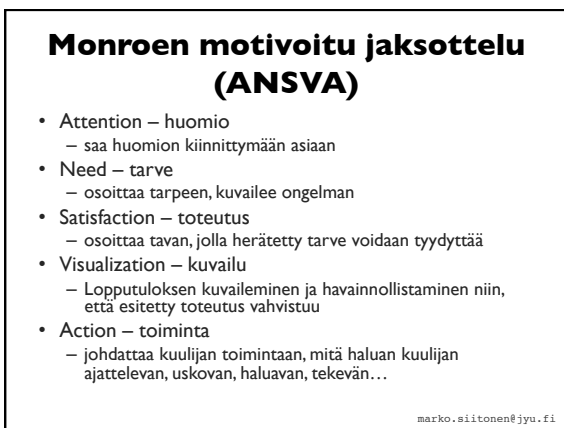 Monroen motivoitu jaksottelu
(ANSVA)
• Attention – huomio
– saa huomion kiinnittymään asiaan
• Need – tarve
– osoittaa tarpeen, kuvailee ongelman
• Satisfaction – toteutus
– osoittaa tavan, jolla herätetty tarve voidaan tyydyttää
• Visualization – kuvailu
– Lopputuloksen kuvaileminen ja havainnollistaminen niin,
että esitetty toteutus vahvistuu
• Action – toiminta
– johdattaa kuulijan toimintaan, mitä haluan kuulijan
ajattelevan, uskovan, haluavan, tekevän…
marko.siitonen@jyu.fi